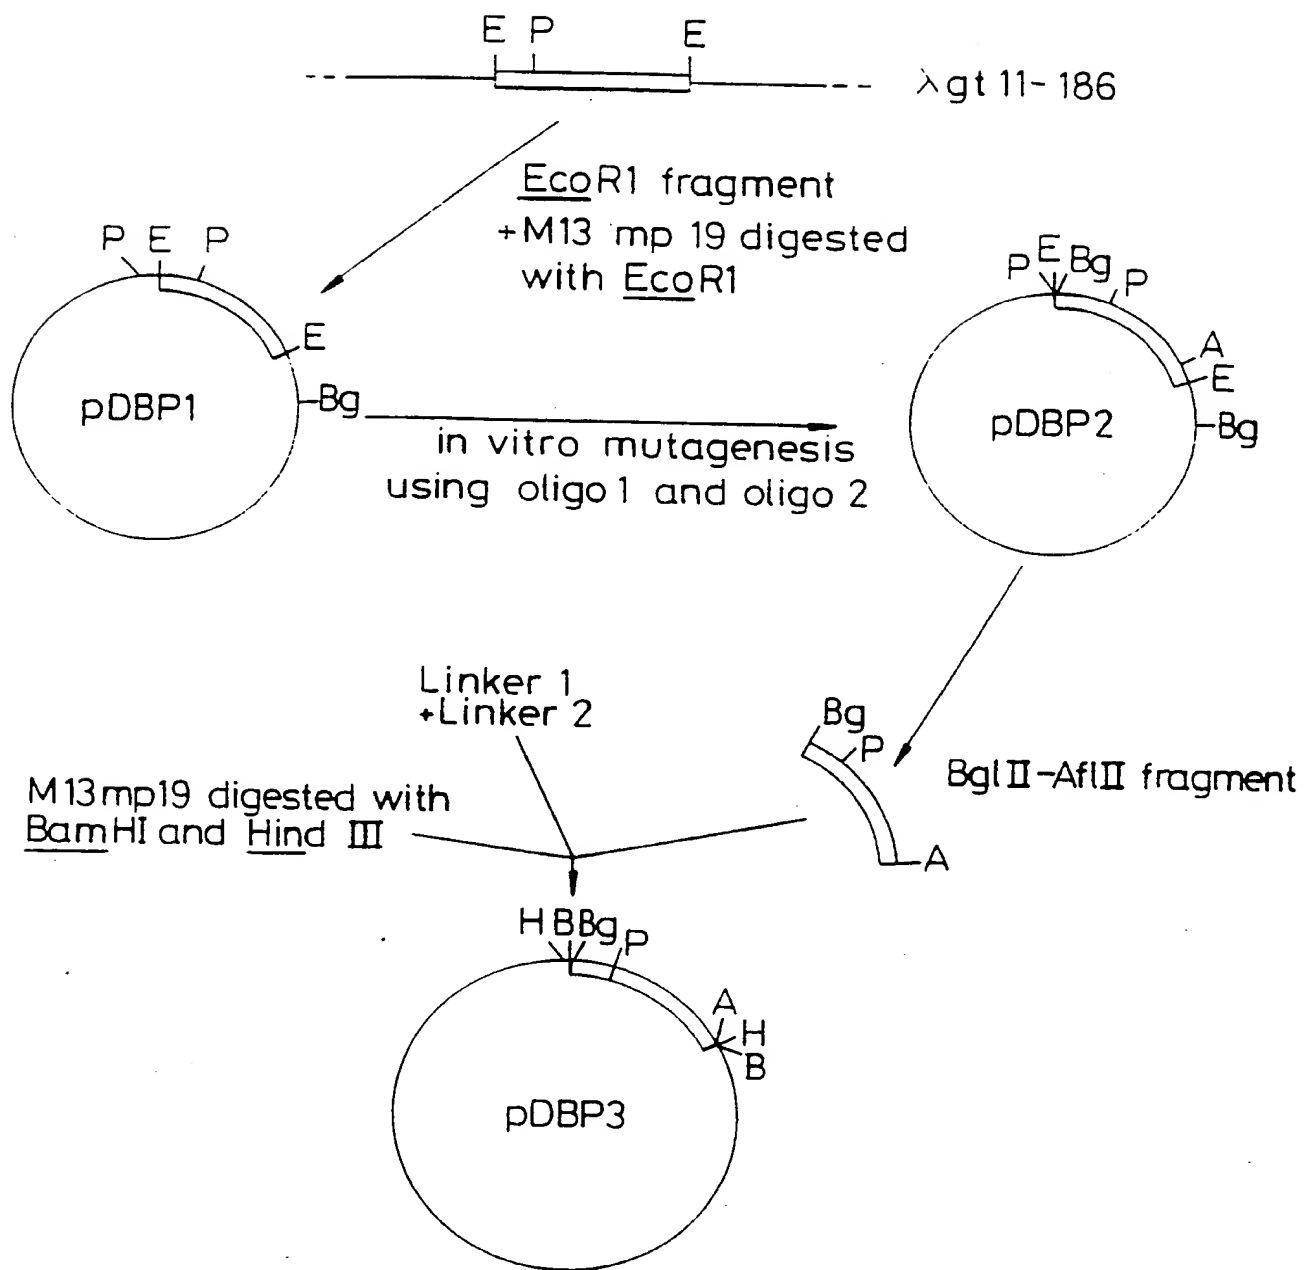 E P E
λgt 11-186
EcoR1 fragment
+M13 mp 19 digested
with EcoR1
P E P
E
Bg
pDBP1
in vitro mutagenesis
using oligo 1 and oligo 2
P E Bg P
A
E
Bg
pDBP2
Linker 1
+Linker 2
M13mp19 digested with
BamHI and Hind III
Bg
P
A
BglII-AflII fragment
H B Bg P
A
H
B
pDBP3